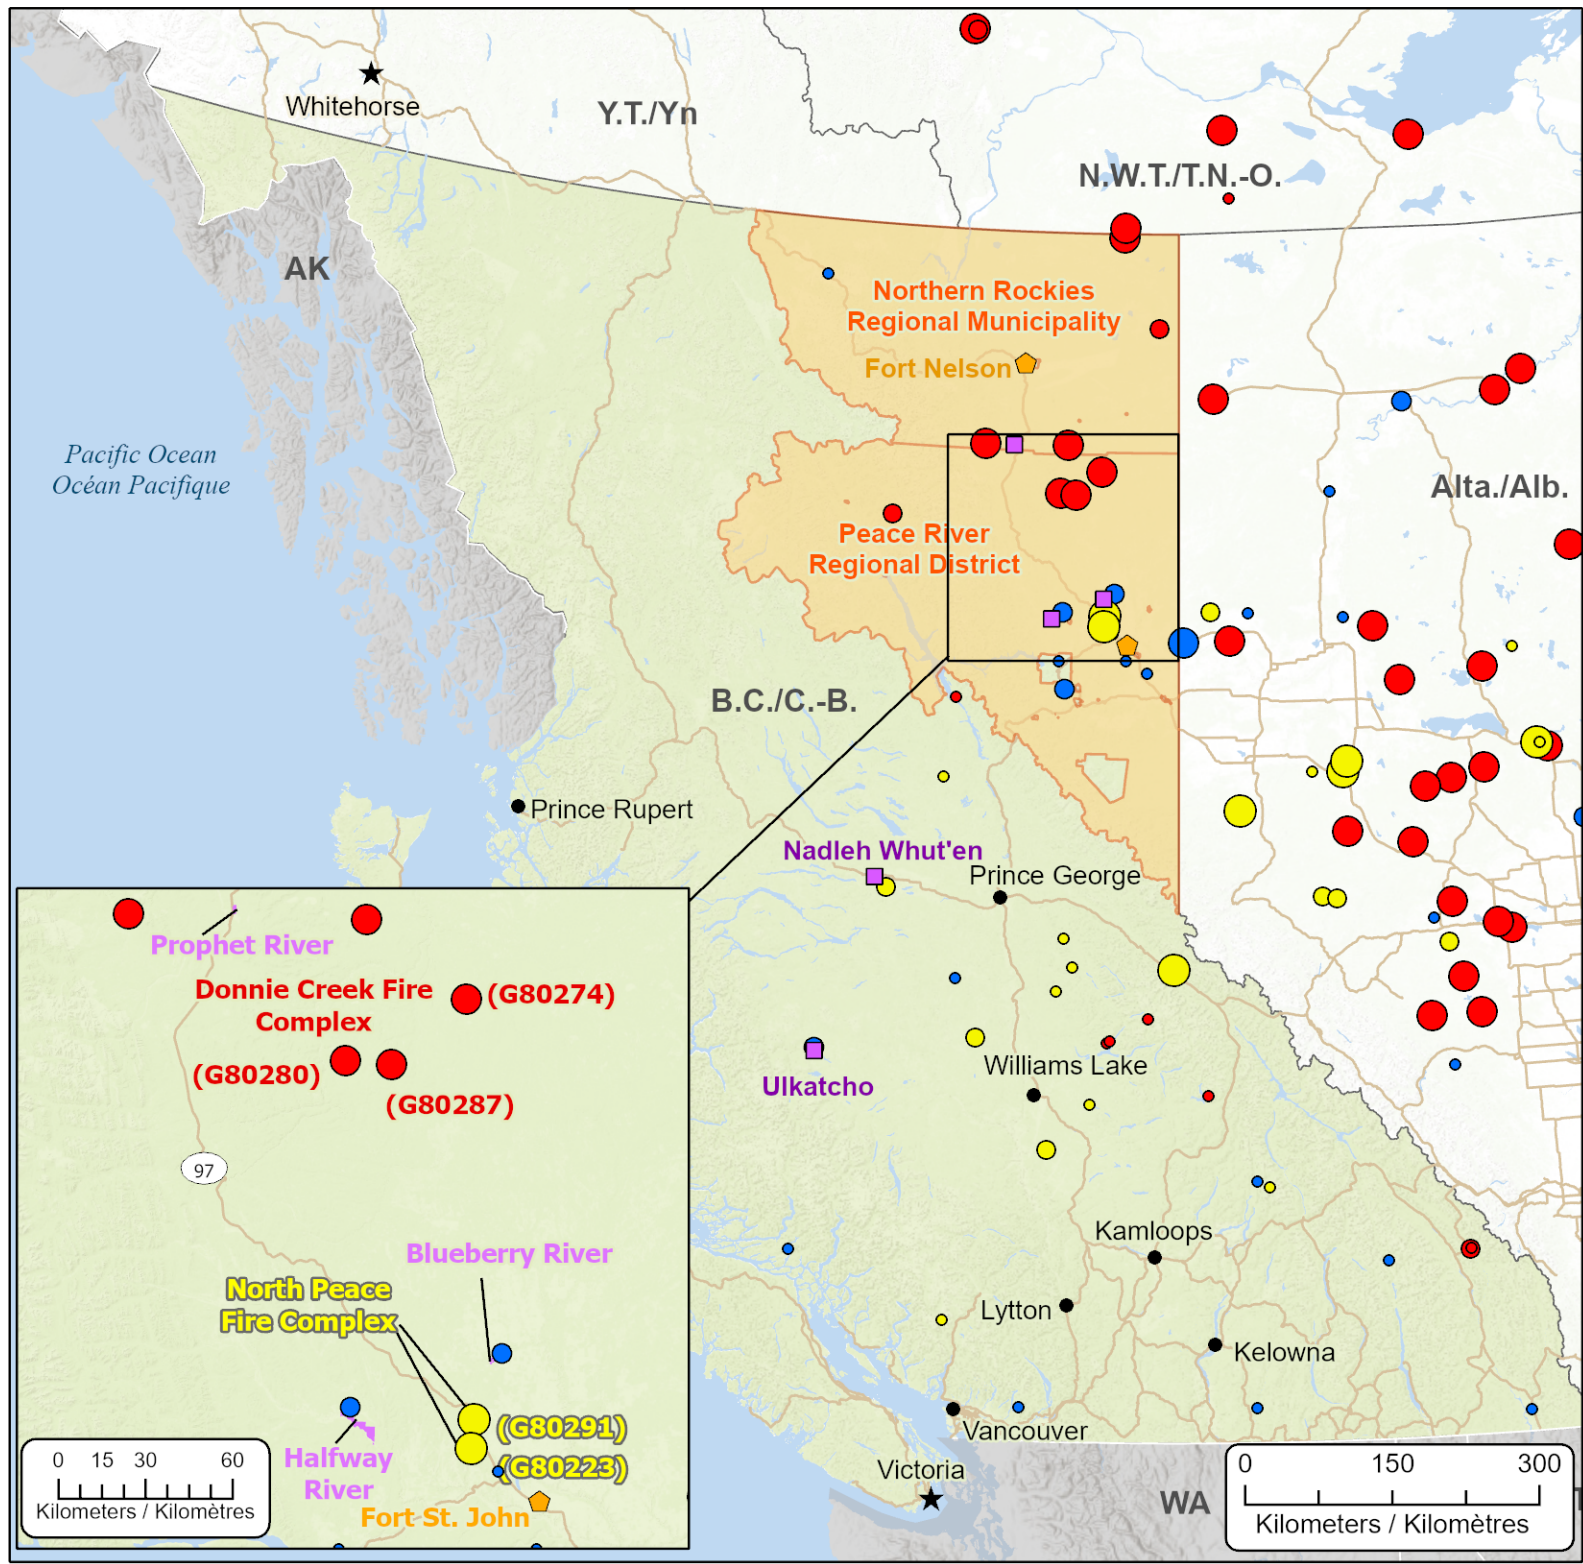 Whitehorse
Y.T./Yn
N.W.T./T.N.-O.
AK
Northern Rockies
Regional Municipality
Fort Nelson
Pacific Ocean
Océan Pacifique
Alta./Alb.
Peace River
Regional District
B.C./C.-B.
Prince Rupert
Nadleh Whut'en
Prince George
Williams Lake
Ulkatcho
Kamloops
Lytton
Kelowna
Vancouver
Victoria
WA
0 150 300
Kilometers / Kilomètres
Prophet River
Donnie Creek Fire
Complex
(G80274)
(G80280)
(G80287)
97
Blueberry River
North Peace
Fire Complex
(G80291)
(G80223)
Halfway
River
Fort St. John
0 15 30 60
Kilometers / Kilomètres